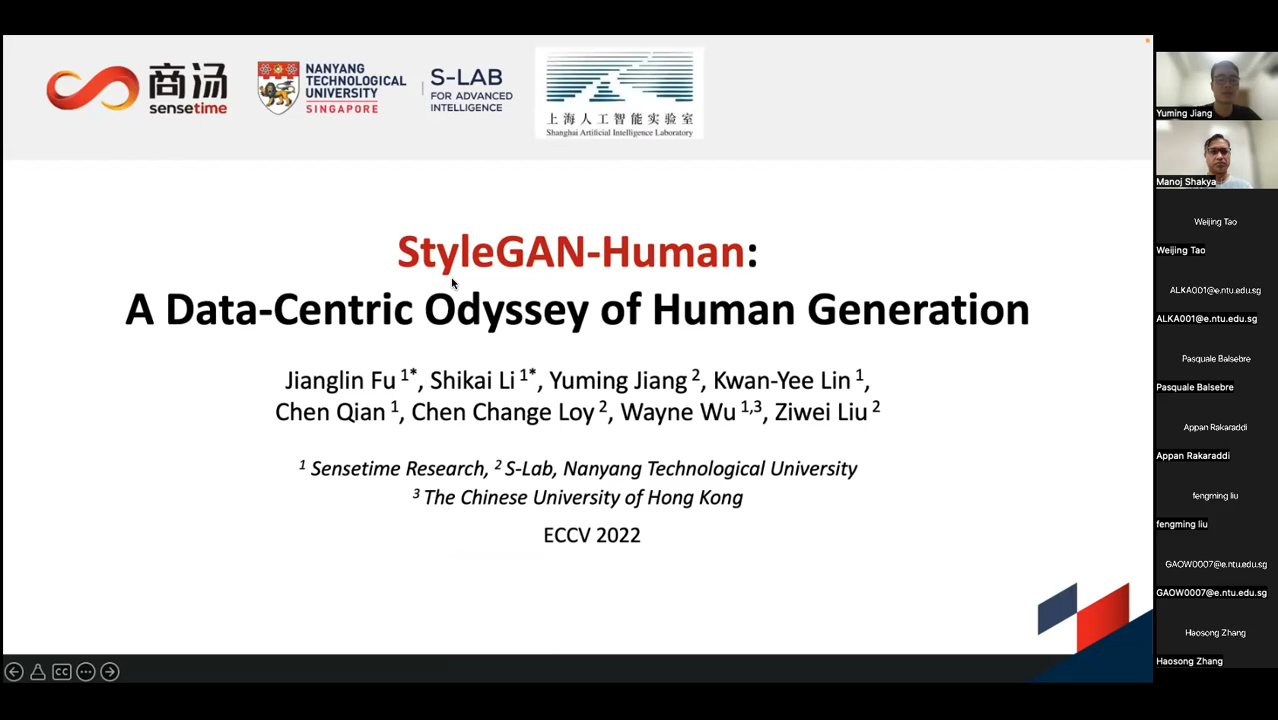 商汤
sensetime
NANYANG
TECHNOLOGICAL
UNIVERSITY
SINGAPORE
S-LAB
FOR ADVANCED
INTELLIGENCE
上海人工智能实验室
Shanghai Artificial Intelligence Laboratory
StyleGAN-Human:
A Data-Centric Odyssey of Human Generation
Jianglin Fu 1*, Shikai Li 1*, Yuming Jiang 2, Kwan-Yee Lin 1,
Chen Qian 1, Chen Change Loy 2, Wayne Wu 1,3, Ziwei Liu 2
1 Sensetime Research, 2 S-Lab, Nanyang Technological University
3 The Chinese University of Hong Kong
ECCV 2022
CC
Yuming Jiang
Manoj Shakya
Weijing Tao
Weijing Tao
ALKA001@e.ntu.edu.sg
ALKA001@e.ntu.edu.sg
Pasquale Balsebre
Pasquale Balsebre
Appan Rakaraddi
Appan Rakaraddi
fengming liu
fengming liu
GAOW0007@e.ntu.edu.sg
GAOW0007@e.ntu.edu.sg
Haosong Zhang
Haosong Zhang